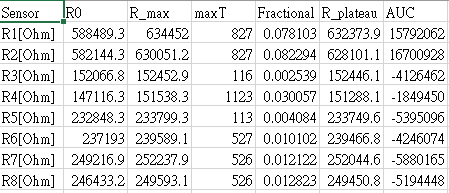 Sensor R0 R_max maxT Fractional R_plateau AUC
R1[Ohm] 588489.3 634452 827 0.078103 632373.9 15792062
R2[Ohm] 582144.3 630051.2 827 0.082294 628101.1 16700928
R3[Ohm] 152066.8 152452.9 116 0.002539 152446.1 -4126462
R4[Ohm] 147116.3 151538.3 1123 0.030057 151288.1 -1849450
R5[Ohm] 232848.3 233799.3 113 0.004084 233749.6 -5395096
R6[Ohm] 237193 239589.1 527 0.010102 239466.8 -4246074
R7[Ohm] 249216.9 252237.9 526 0.012122 252044.6 -5880165
R8[Ohm] 246433.2 249593.1 526 0.012823 249450.8 -5194448